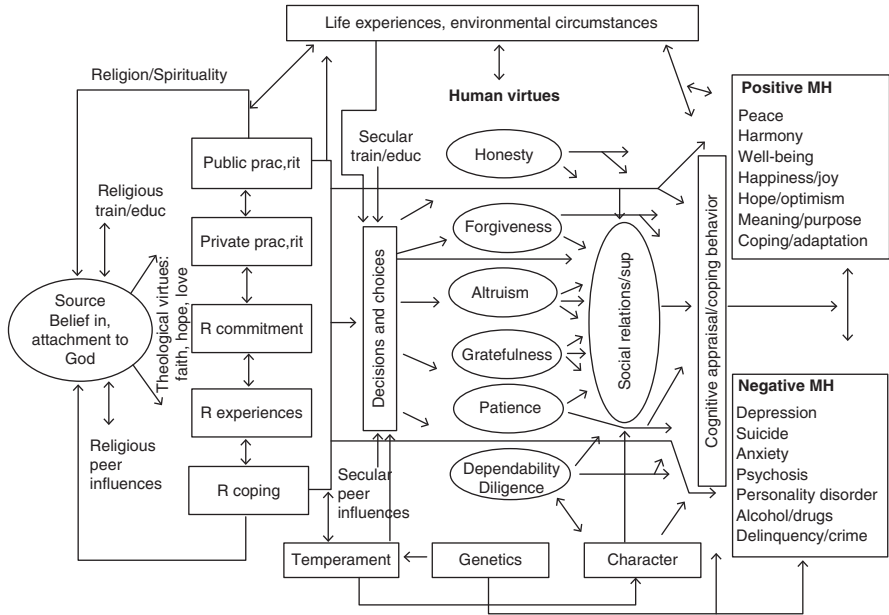 Life experiences, environmental circumstances
Religion/Spirituality
Human virtues
Positive MH
Peace
Harmony
Well-being
Happiness/joy
Hope/optimism
Meaning/purpose
Coping/adaptation
Secular
train/educ
Public prac,rit
Honesty
Religious
train/educ
Private prac,rit
Forgiveness
Source
Belief in,
attachment to
God
Theological virtues:
faith, hope, love
R commitment
Decisions and choices
Altruism
Social relations/sup
Cognitive appraisal/coping behavior
Gratefulness
R experiences
Patience
Negative MH
Depression
Suicide
Anxiety
Psychosis
Personality disorder
Alcohol/drugs
Delinquency/crime
Religious
peer
influences
R coping
Secular
peer
influences
Dependability
Diligence
Temperament
Genetics
Character